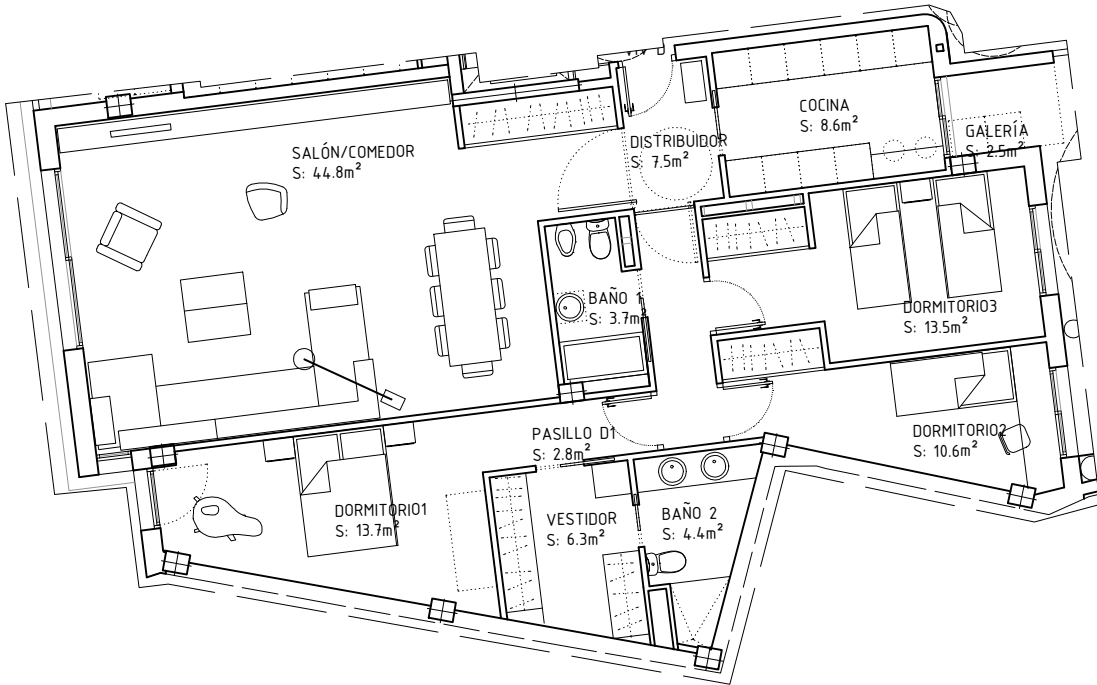 COCINA
S: 8.6m²
GALERÍA
S: 2.5m²
DISTRIBUIDOR
S: 7.5m²
SALÓN/COMEDOR
S: 44.8m²
BAÑO 1
S: 3.7m
DORMITORIO3
S: 13.5m²
DORMITORIO2
S: 10.6m²
PASILLO D1
S: 2.8m²
DORMITORIO1
S: 13.7m²
VESTIDOR
S: 6.3m²
BAÑO 2
S: 4.4m²